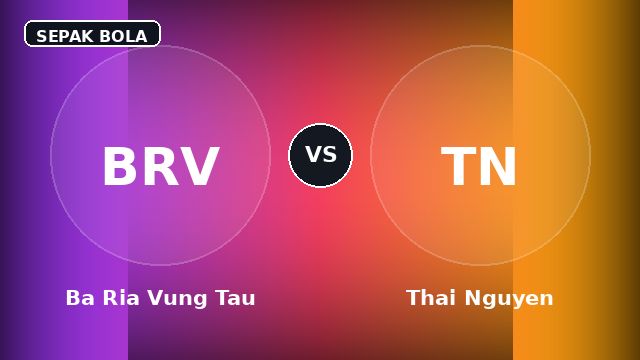 SEPAK BOLA
BRV
VS
TN
Ba Ria Vung Tau
Thai Nguyen